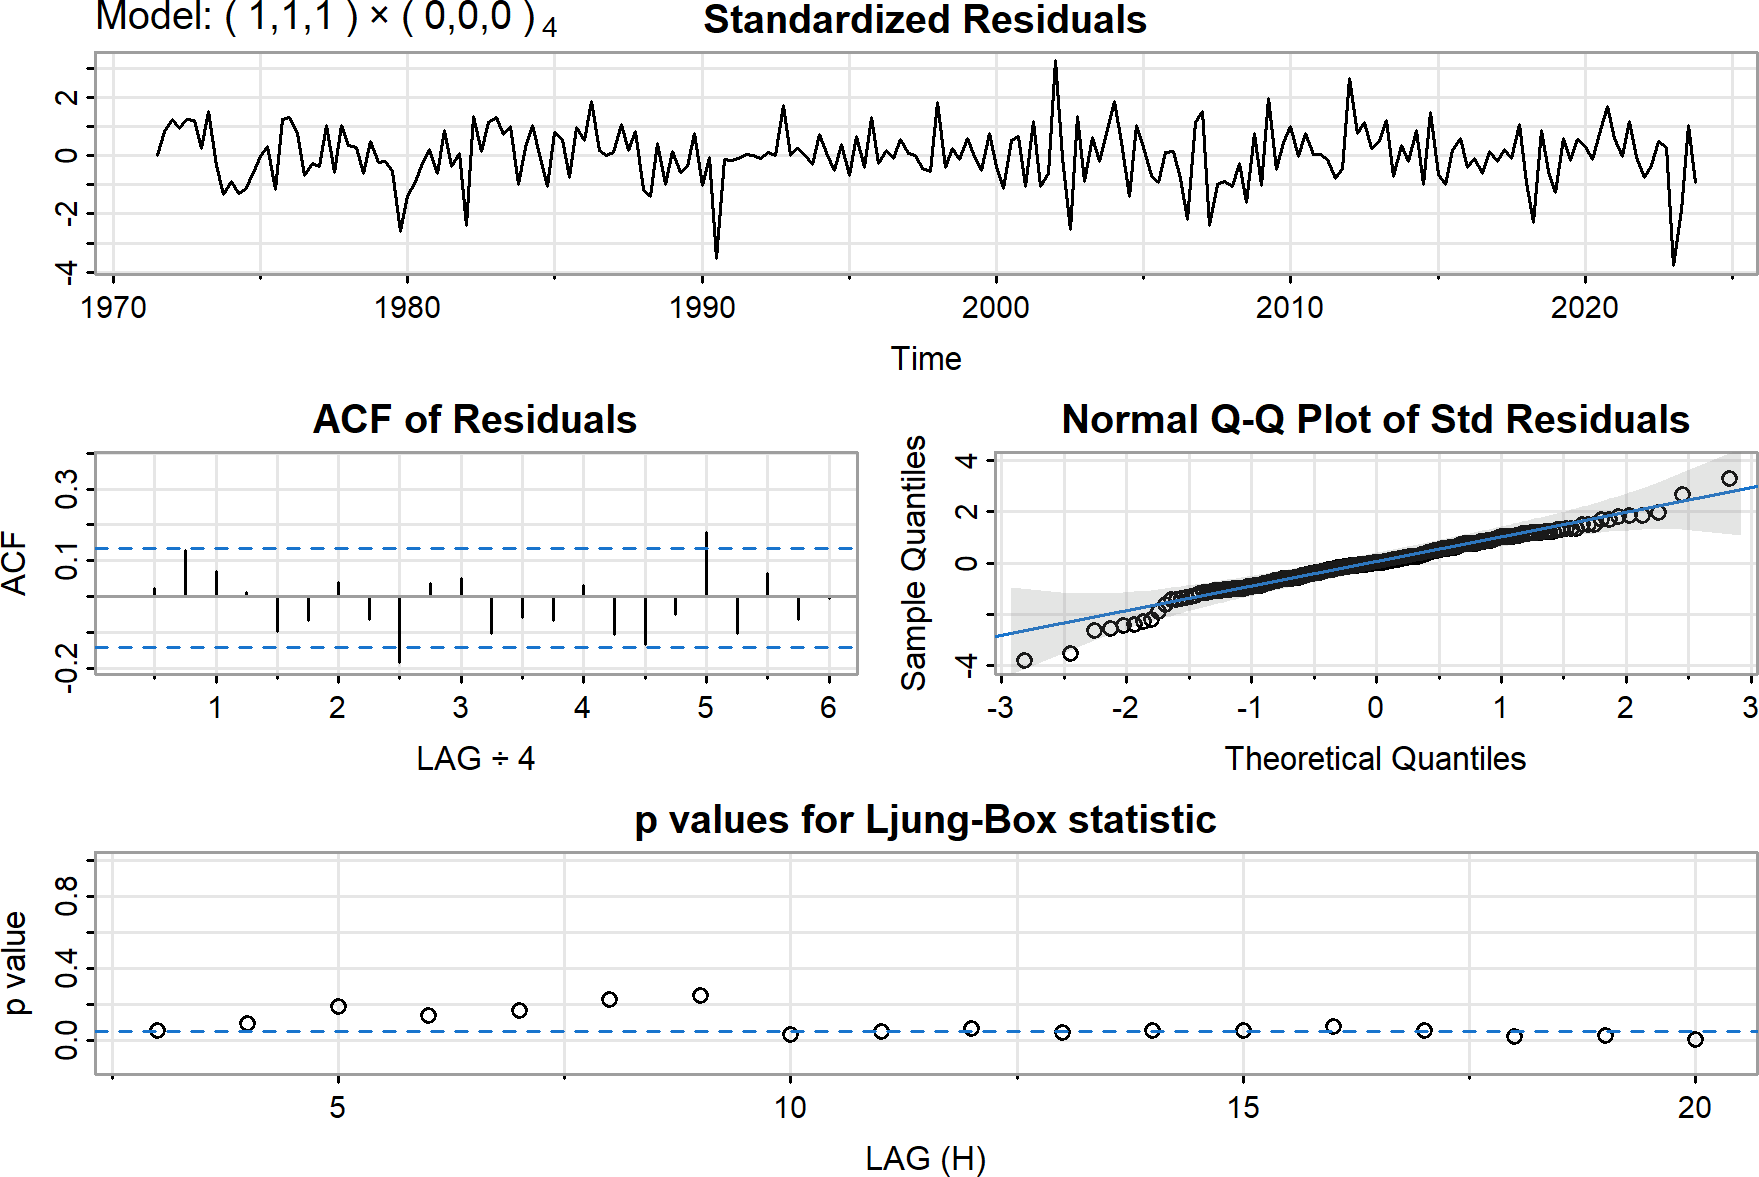 Model: ( 1,1,1 ) × ( 0,0,0 ) 4
Standardized Residuals
2
0
-2
-4
1970 1980 1990 2000 2010 2020
Time
ACF of Residuals
ACF
0.3
0.1
-0.2
1 2 3 4 5 6
LAG ÷ 4
Normal Q-Q Plot of Std Residuals
Sample Quantiles
4
2
0
-4
-3 -2 -1 0 1 2 3
Theoretical Quantiles
p values for Ljung-Box statistic
p value
0.8
0.4
0.0
5 10 15 20
LAG (H)